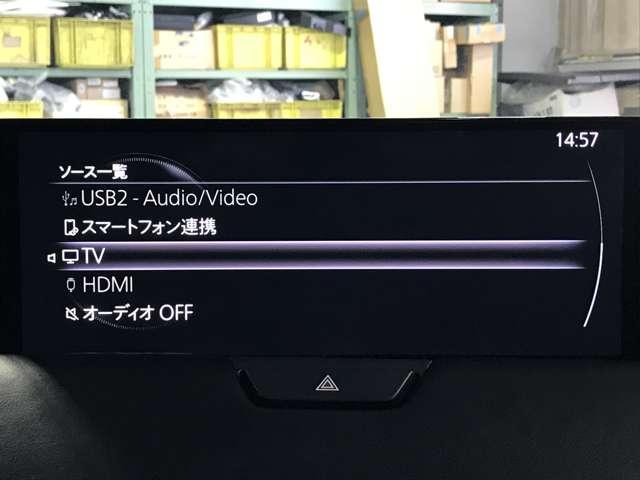 14:57
ソース一覧
USB2 - Audio/Video
スマートフォン連携
TV
HDMI
オーディオ OFF